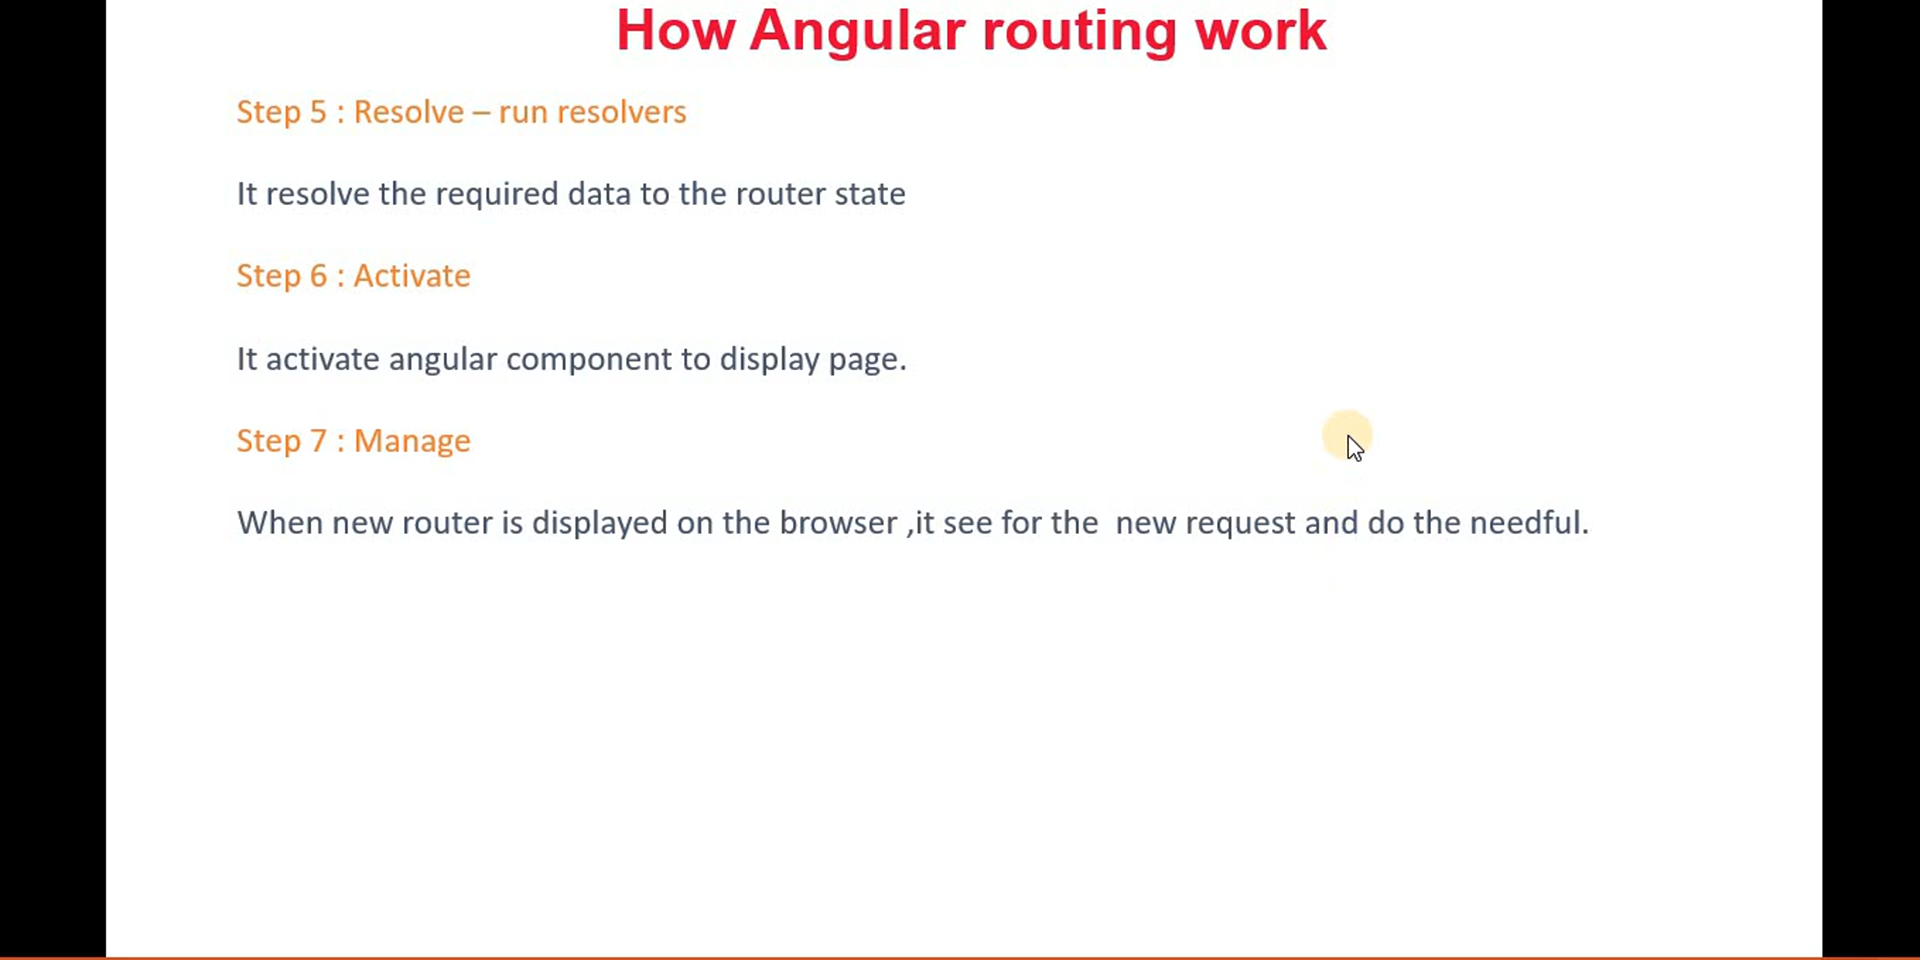 How Angular routing work
Step 5 : Resolve – run resolvers
It resolve the required data to the router state
Step 6 : Activate
It activate angular component to display page.
Step 7 : Manage
When new router is displayed on the browser ,it see for the  new request and do the needful.